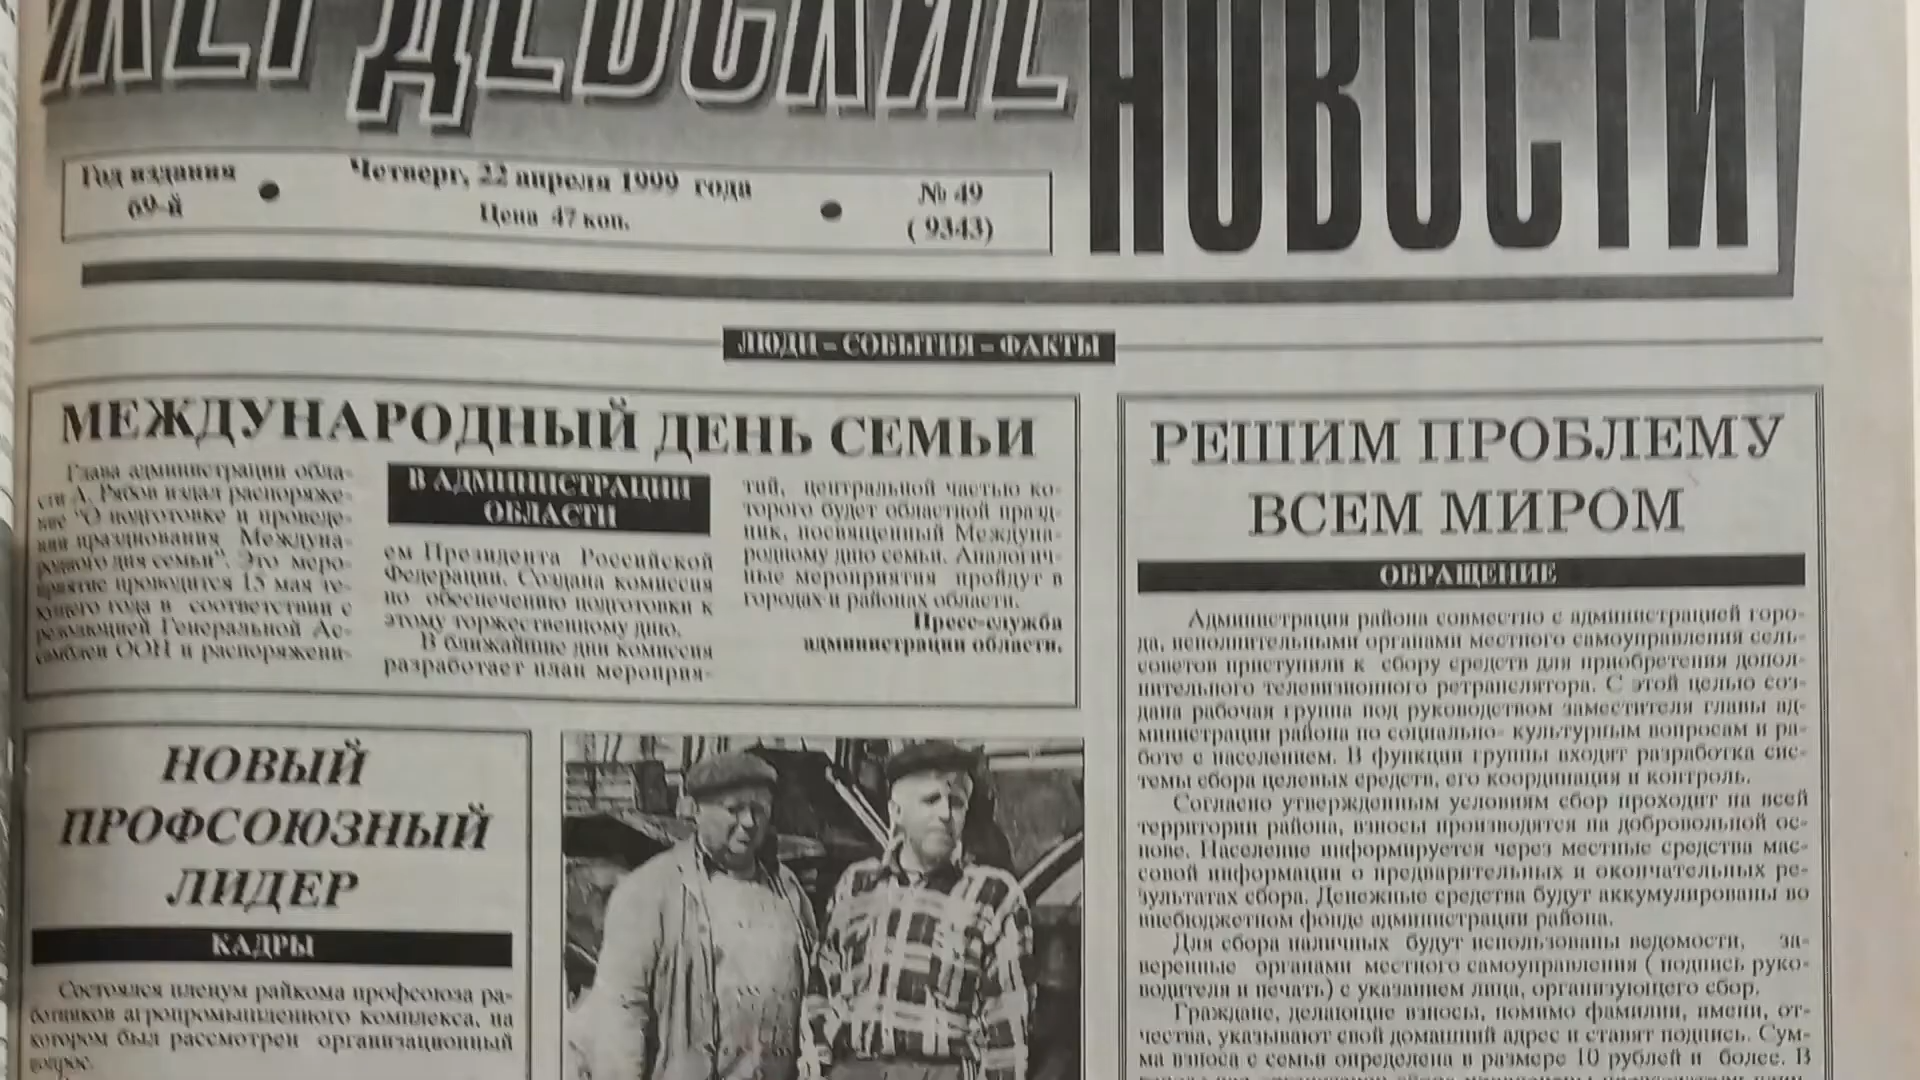 ЖЕРДЕВСКИЕ НОВОСТИ
Год издания
69-й
Четверг, 22 апреля 1999 года
Цена 47 коп.
№ 49
( 9343)
ЛЮДИ – СОБЫТИЯ – ФАКТЫ
МЕЖДУНАРОДНЫЙ ДЕНЬ СЕМЬИ
Глава администрации обла-
сти А. Рябов издал распоряже-
ние "О подготовке и проведе-
нии празднования Междуна-
родного дня семьи". Это меро-
приятие проводится 15 мая те-
кущего года в соответствии с
резолюцией Генеральной Ас-
самблеи ООН и распоряжени-
В АДМИНИСТРАЦИИ
ОБЛАСТИ
ем Президента Российской
Федерации. Создана комиссия
по обеспечению подготовки к
этому торжественному дню.
В ближайшие дни комиссия
разработает план мероприя-
тий, центральной частью ко-
торого будет областной празд-
ник, посвященный Междуна-
родному дню семьи. Аналогич-
ные мероприятия пройдут в
городах и районах области.
Пресс-служба
администрации области.
НОВЫЙ
ПРОФСОЮЗНЫЙ
ЛИДЕР
КАДРЫ
Состоялся пленум райкома профсоюза ра-
ботников агропромышленного комплекса, на
котором был рассмотрен организационный
вопрос.
РЕШИМ ПРОБЛЕМУ
ВСЕМ МИРОМ
ОБРАЩЕНИЕ
Администрация района совместно с администрацией горо-
да, исполнительными органами местного самоуправления сель-
советов приступили к сбору средств для приобретения допол-
нительного телевизионного ретранслятора. С этой целью соз-
дана рабочая группа под руководством заместителя главы ад-
министрации района по социально- культурным вопросам и ра-
боте с населением. В функции группы входит разработка сис-
темы сбора целевых средств, его координация и контроль.
Согласно утвержденным условиям сбор проходит на всей
территории района, взносы производятся на добровольной ос-
нове. Население информируется через местные средства мас-
совой информации о предварительных и окончательных ре-
зультатах сбора. Денежные средства будут аккумулированы во
внебюджетном фонде администрации района.
Для сбора наличных будут использованы ведомости, за-
веренные органами местного самоуправления ( подпись руко-
водителя и печать) с указанием лица, организующего сбор.
Граждане, делающие взносы, помимо фамилии, имени, от-
чества, указывают свой домашний адрес и ставят подпись. Сум-
ма взноса с семьи определена в размере 10 рублей и более. В